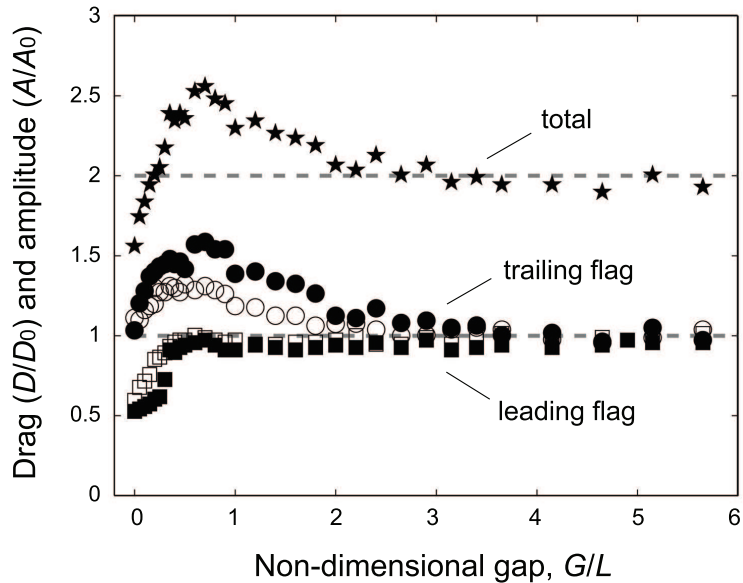 Drag (D/D0) and amplitude (A/A0)
3
2.5
2
1.5
1
0.5
0
total
trailing flag
leading flag
0 1 2 3 4 5 6
Non-dimensional gap, G/L